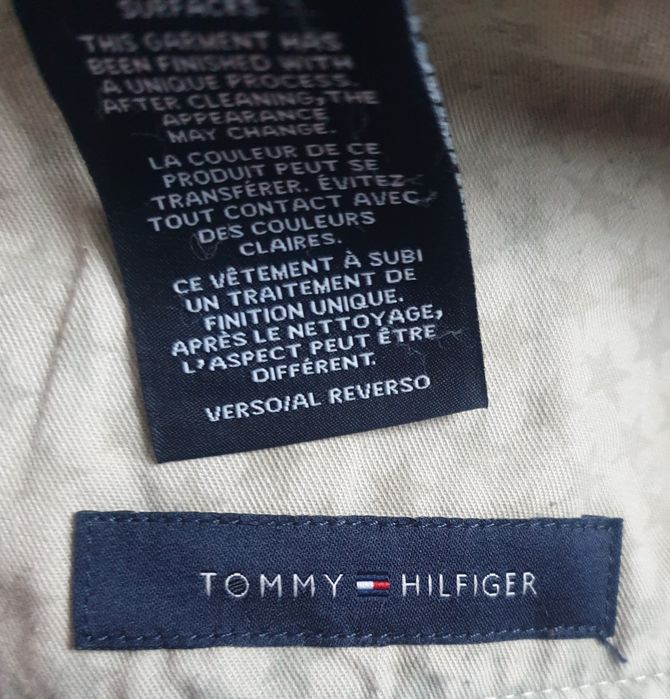 SURFACES.
THIS GARMENT HAS
BEEN FINISHED WITH
A UNIQUE PROCESS.
AFTER CLEANING, THE
APPEARANCE
MAY CHANGE.
LA COULEUR DE CE
PRODUIT PEUT SE
TRANSFÉRER. ÉVITEZ
TOUT CONTACT AVEC
DES COULEURS
CLAIRES.
CE VÊTEMENT À SUBI
UN TRAITEMENT DE
FINITION UNIQUE.
APRÈS LE NETTOYAGE,
L'ASPECT PEUT ÊTRE
DIFFÉRENT.
VERSO/AL REVERSO
TOMMY HILFIGER